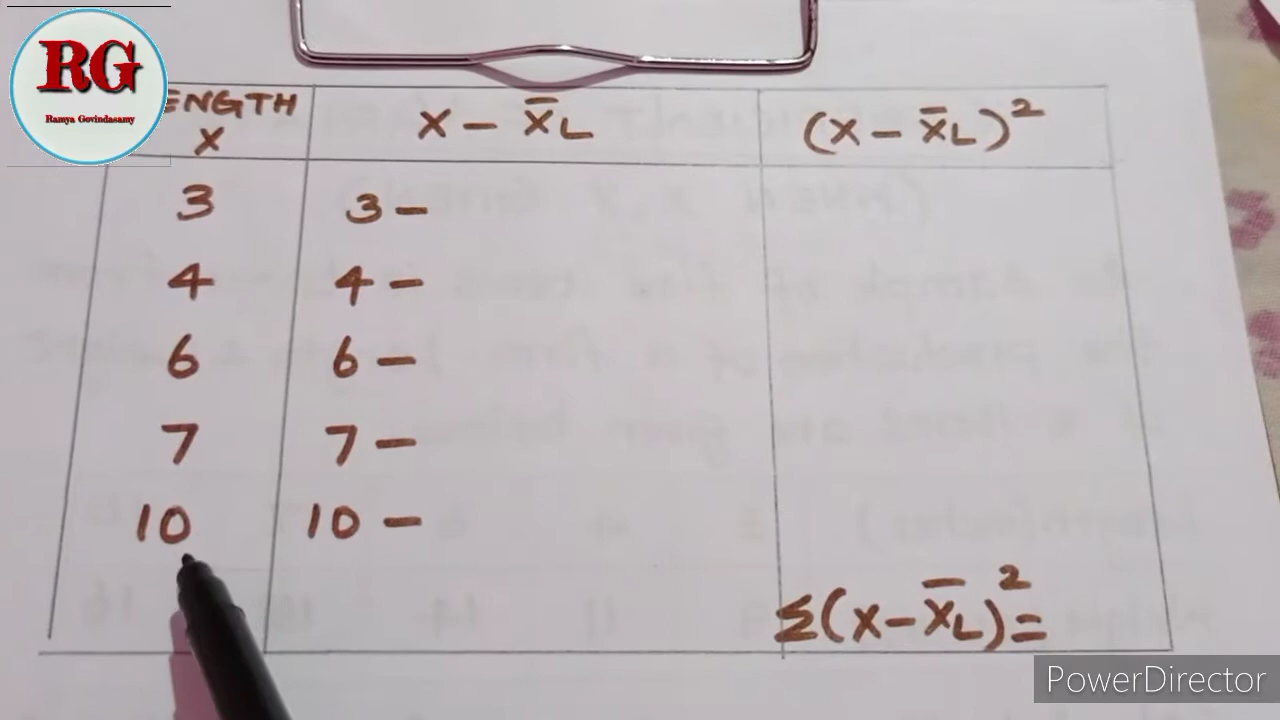 RG
Ramya Govindasamy
ENGTH
X
X - X̄L
(X - X̄L)²
3 3 -
4 4 -
6 6 -
7 7 -
10 10 -
Σ(X - X̄L)² =
PowerDirector